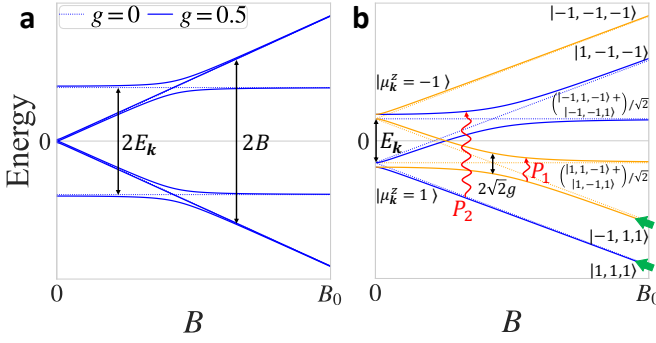 a
g = 0
g = 0.5
Energy
0
2E_k
2B
0
B_0
B
b
|−1, −1, −1⟩
|1, −1, −1⟩
|μ_k^z = −1 ⟩
(|−1, 1, −1⟩ +
|−1, −1, 1⟩)/√2
E_k
0
P_1
(|1, 1, −1⟩ +
|1, −1, 1⟩)/√2
2√2g
P_2
|μ_k^z = 1 ⟩
|−1, 1, 1⟩
|1, 1, 1⟩
0
B_0
B